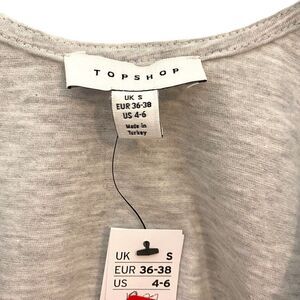 TOPSHOP
UK S
EUR 36-38
US 4-6
Made in
Turkey
UK S
EUR 36-38
US 4-6